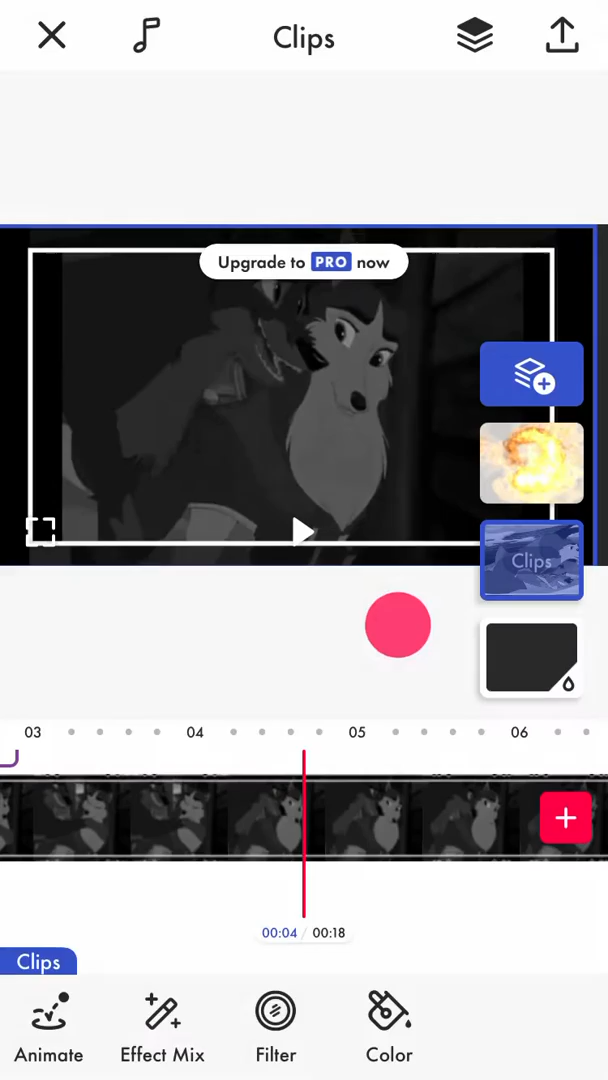 Clips
Upgrade to PRO now
Clips
03 04 05 06
00:04 / 00:18
Clips
Animate Effect Mix Filter Color